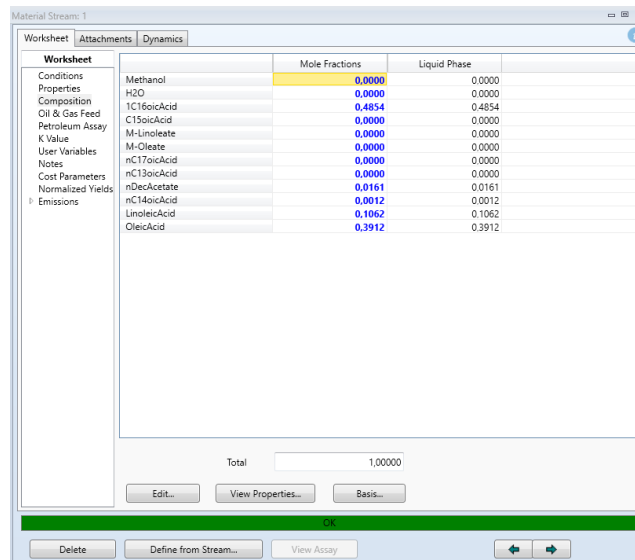 Material Stream: 1
Worksheet Attachments Dynamics
Worksheet
Conditions
Properties
Composition
Oil & Gas Feed
Petroleum Assay
K Value
User Variables
Notes
Cost Parameters
Normalized Yields
Emissions
Mole Fractions Liquid Phase
Methanol 0,0000 0,0000
H2O 0,0000 0,0000
1C16oicAcid 0,4854 0,4854
C15oicAcid 0,0000 0,0000
M-Linoleate 0,0000 0,0000
M-Oleate 0,0000 0,0000
nC17oicAcid 0,0000 0,0000
nC13oicAcid 0,0000 0,0000
nDecAcetate 0,0161 0,0161
nC14oicAcid 0,0012 0,0012
LinoleicAcid 0,1062 0,1062
OleicAcid 0,3912 0,3912
Total 1,00000
Edit... View Properties... Basis...
OK
Delete Define from Stream... View Assay